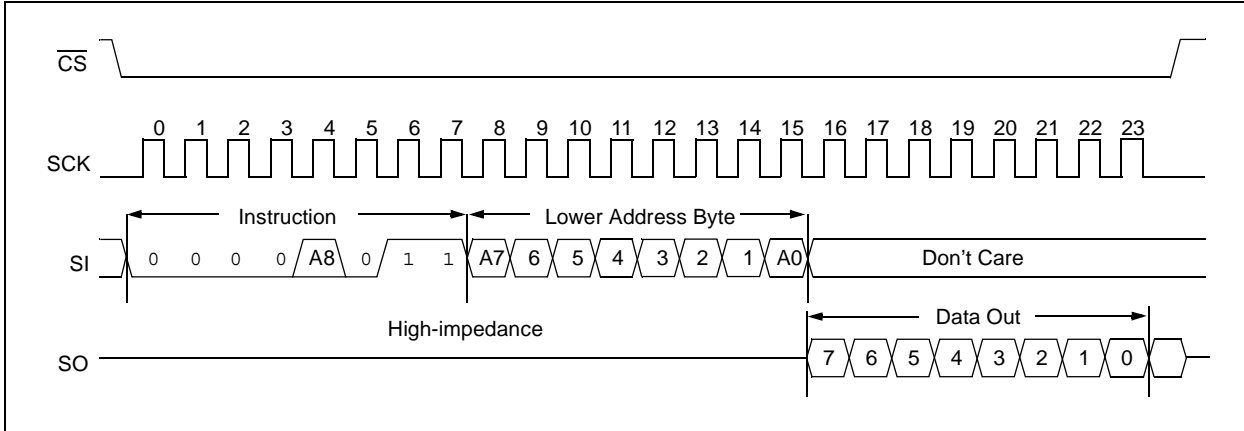 CS
0 1 2 3 4 5 6 7 8 9 10 11 12 13 14 15 16 17 18 19 20 21 22 23
SCK
Instruction Lower Address Byte
SI 0 0 0 0 A8 0 1 1 A7 6 5 4 3 2 1 A0 Don't Care
High-impedance Data Out
SO 7 6 5 4 3 2 1 0